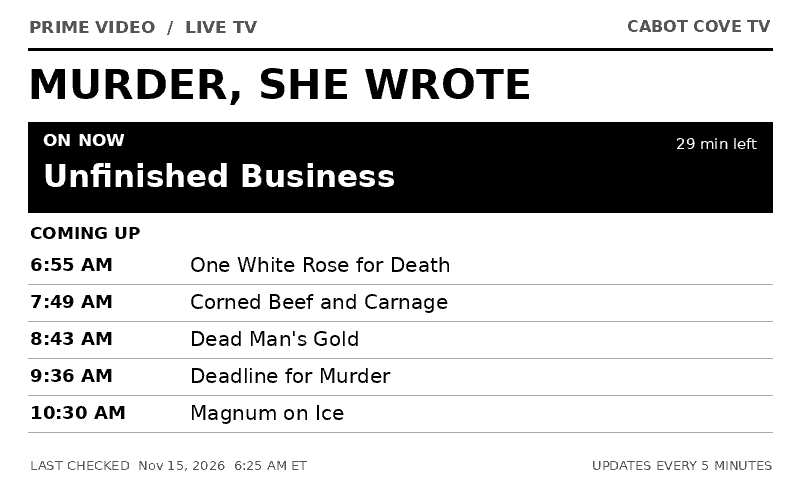 PRIME VIDEO / LIVE TV
CABOT COVE TV
MURDER, SHE WROTE
ON NOW
29 min left
Unfinished Business
COMING UP
6:55 AM One White Rose for Death
7:49 AM Corned Beef and Carnage
8:43 AM Dead Man's Gold
9:36 AM Deadline for Murder
10:30 AM Magnum on Ice
LAST CHECKED Nov 15, 2026 6:25 AM ET
UPDATES EVERY 5 MINUTES